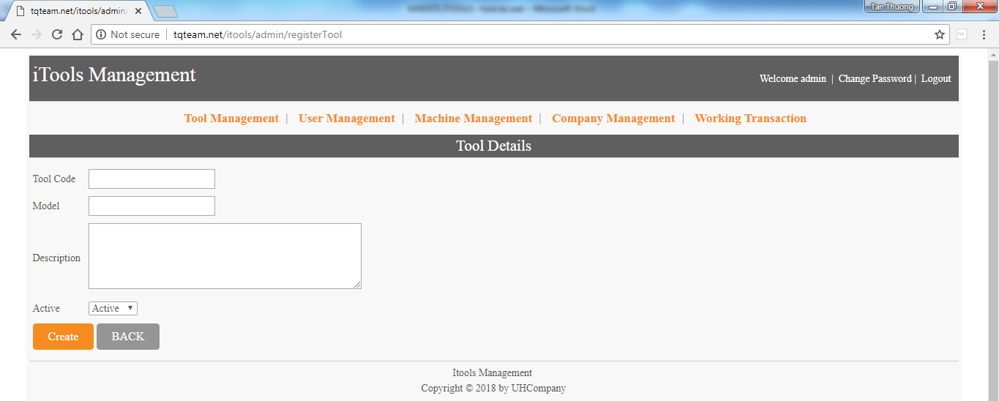 Tan Thuong
tqteam.net/itools/admin/
Not secure | tqteam.net/itools/admin/registerTool
iTools Management
Welcome admin | Change Password | Logout
Tool Management | User Management | Machine Management | Company Management | Working Transaction
Tool Details
Tool Code
Model
Description
Active Active
Create BACK
Itools Management
Copyright © 2018 by UHCompany